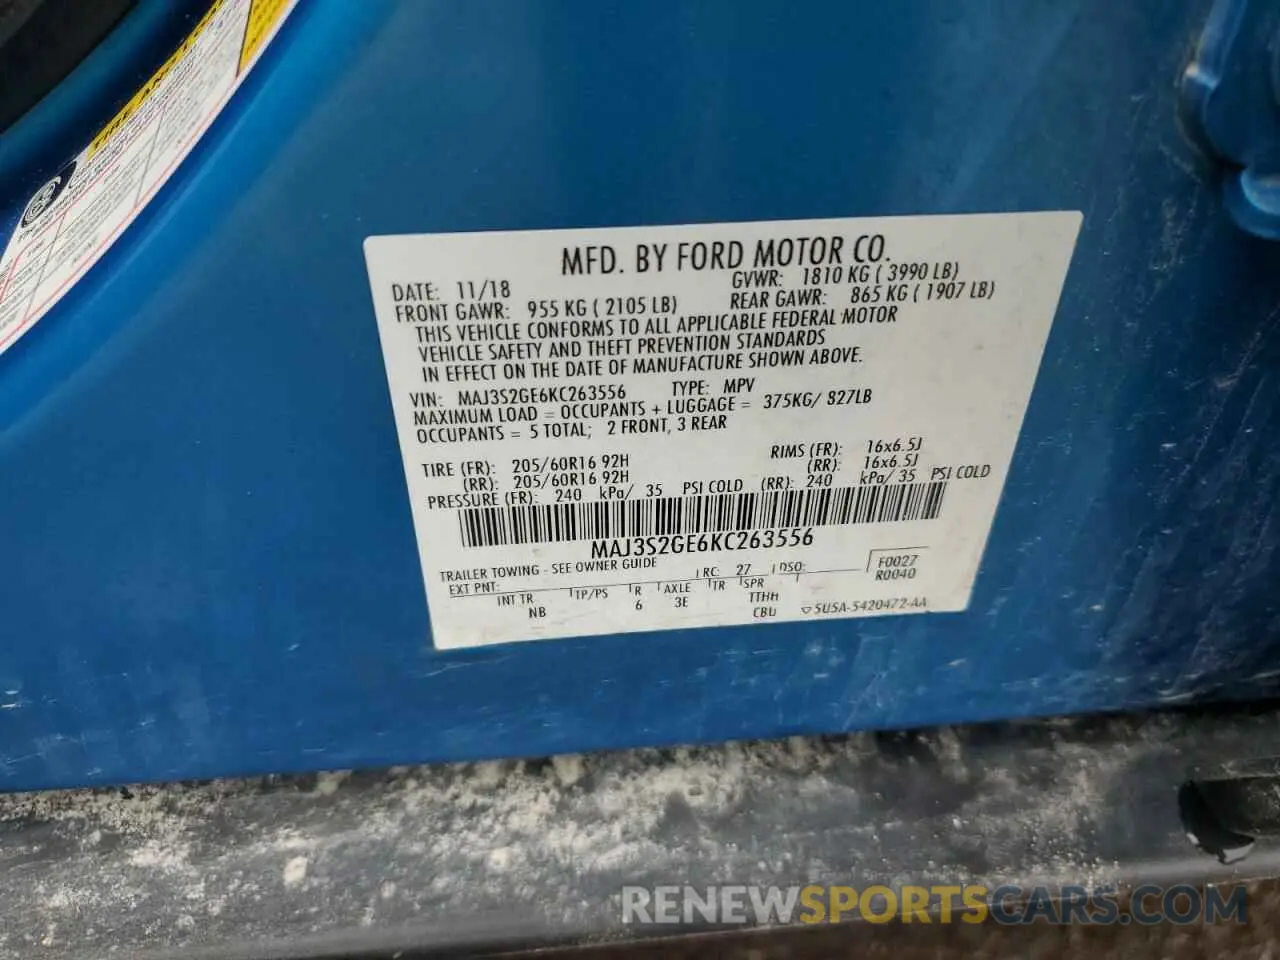 MFD. BY FORD MOTOR CO.
DATE: 11/18 GVWR: 1810 KG ( 3990 LB)
FRONT GAWR: 955 KG ( 2105 LB) REAR GAWR: 865 KG ( 1907 LB)
THIS VEHICLE CONFORMS TO ALL APPLICABLE FEDERAL MOTOR
VEHICLE SAFETY AND THEFT PREVENTION STANDARDS
IN EFFECT ON THE DATE OF MANUFACTURE SHOWN ABOVE.
VIN: MAJ3S2GE6KC263556 TYPE: MPV
MAXIMUM LOAD = OCCUPANTS + LUGGAGE = 375KG/ 827LB
OCCUPANTS = 5 TOTAL; 2 FRONT, 3 REAR
TIRE (FR): 205/60R16 92H RIMS (FR): 16x6.5J
(RR): 205/60R16 92H (RR): 16x6.5J
PRESSURE (FR): 240 kPa/ 35 PSI COLD (RR): 240 kPa/ 35 PSI COLD
MAJ3S2GE6KC263556
TRAILER TOWING - SEE OWNER GUIDE
EXT PNT: RC: 27 DSO: F0027
R0040
INT TR TP/PS R AXLE TR SPR
NB 6 3E TTHH
CBU 5U5A-5420472-AA
RENEWSPORTSCARS.COM